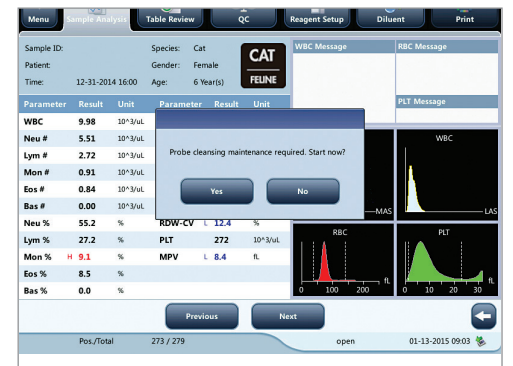 Menu Sample Analysis Table Review QC Reagent Setup Diluent Print
Sample ID: Species: Cat
Patient: Gender: Female
Time: 12-31-2014 16:00 Age: 6 Year(s)
CAT
FELINE
WBC Message RBC Message
PLT Message
Parameter Result Unit Parameter Result Unit
WBC 9.98 10^3/uL
Neu # 5.51 10^3/uL
Lym # 2.72 10^3/uL
Mon # 0.91 10^3/uL
Eos # 0.84 10^3/uL
Bas # 0.00 10^3/uL
Neu % 55.2 % RDW-CV L 12.4 %
Lym % 27.2 % PLT 272 10^3/uL
Mon % H 9.1 % MPV L 8.4 fL
Eos % 8.5 %
Bas % 0.0 %
Probe cleansing maintenance required. Start now?
Yes No
MAS
WBC
LAS
RBC
0 100 200 fL
PLT
0 10 20 30 fL
Previous Next
Pos./Total 273 / 279 open 01-13-2015 09:03